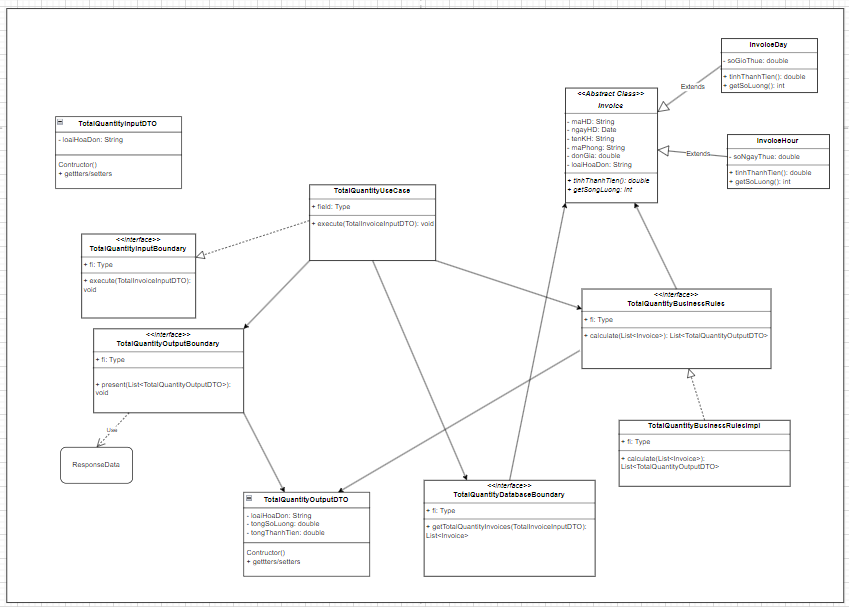 InvoiceDay
- soGioThue: double
+ tinhThanhTien(): double
+ getSoLuong(): int
Extends
<<Abstract Class>>
Invoice
- maHD: String
- ngayHD: Date
- tenKH: String
- maPhong: String
- donGia: double
- loaiHoaDon: String
+ tinhThanhTien(): double
+ getSongLuong: int
InvoiceHour
- soNgayThue: double
+ tinhThanhTien(): double
+ getSoLuong(): int
Extends
TotalQuantityInputDTO
- loaiHoaDon: String
Contructor()
+ gettters/setters
TotalQuantityUseCase
+ field: Type
+ execute(TotalInvoiceInputDTO): void
<<interface>>
TotalQuantityInputBoundary
+ fi: Type
+ execute(TotalInvoiceInputDTO):
void
<<interface>>
TotalQuantityBusinessRules
+ fi: Type
+ calculate(List<Invoice>): List<TotalQuantityOutputDTO>
<<interface>>
TotalQuantityOutputBoundary
+ fi: Type
+ present(List<TotalQuantityOutputDTO>):
void
Use
ResponseData
TotalQuantityBusinessRulesImpl
+ fi: Type
+ calculate(List<Invoice>):
List<TotalQuantityOutputDTO>
TotalQuantityOutputDTO
- loaiHoaDon: String
- tongSoLuong: double
- tongThanhTien: double
Contructor()
+ gettters/setters
<<interface>>
TotalQuantityDatabaseBoundary
+ fi: Type
+ getTotalQuantityInvoices(TotalInvoiceInputDTO):
List<Invoice>